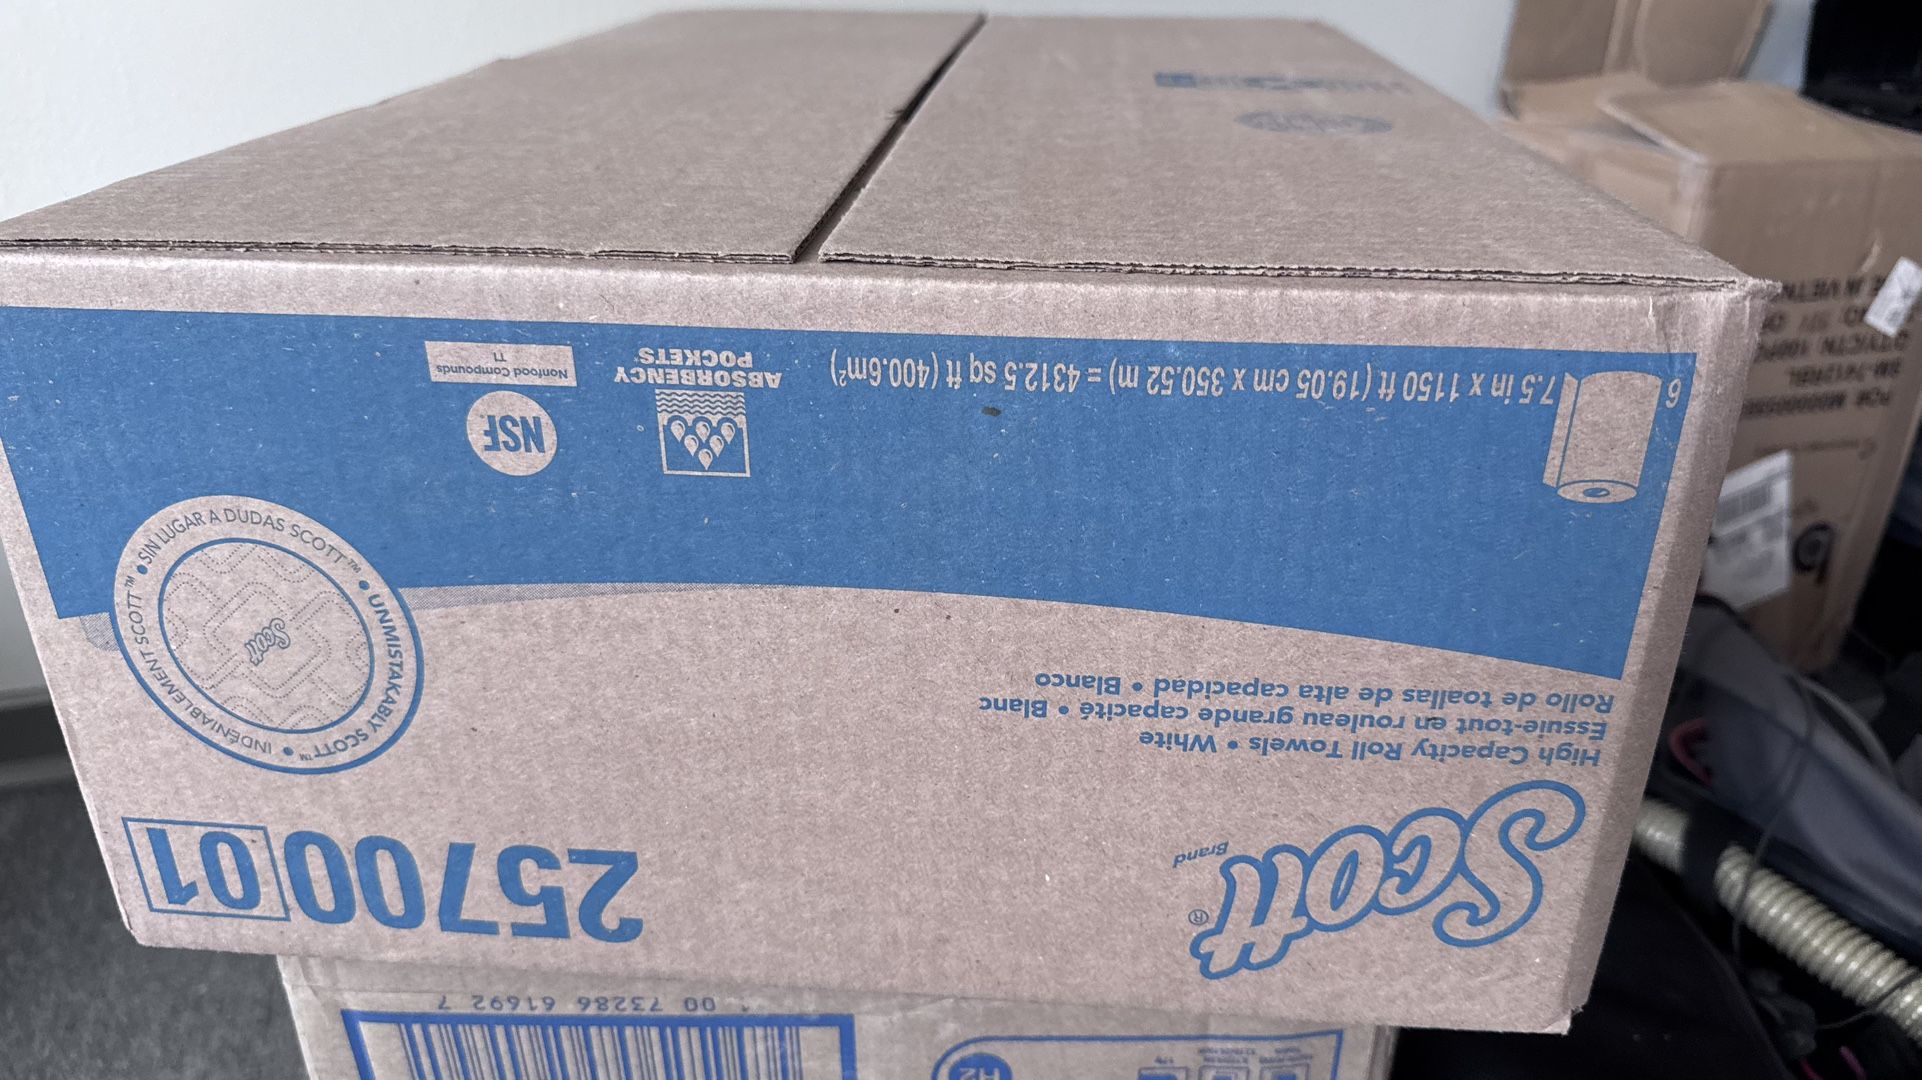 Scott®
Brand
25700 01
High Capacity Roll Towels • White
Essuie-tout en rouleau grande capacité • Blanc
Rollo de toallas de alta capacidad • Blanco
UNMISTAKABLY SCOTT™ • INDÉNIABLEMENT SCOTT™ • SIN LUGAR A DUDAS SCOTT™ •
Scott
6
7.5 in x 1150 ft (19.05 cm x 350.52 m) = 4312.5 sq ft (400.6m²)
ABSORBENCY
POCKETS™
NSF
Nonfood Compounds
T1
1 00 73286 61692 7
H2